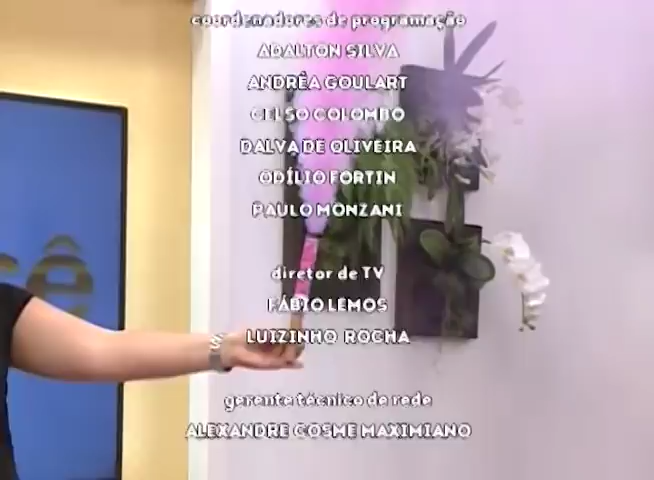 coordenadores de programação
ADALTON SILVA
ANDRÊA GOULART
CELSO COLOMBO
DALVA DE OLIVEIRA
ODÍLIO FORTIN
PAULO MONZANI
diretor de TV
FÁBIO LEMOS
LUIZINHO ROCHA
gerente técnico de rede
ALEXANDRE COSME MAXIMIANO